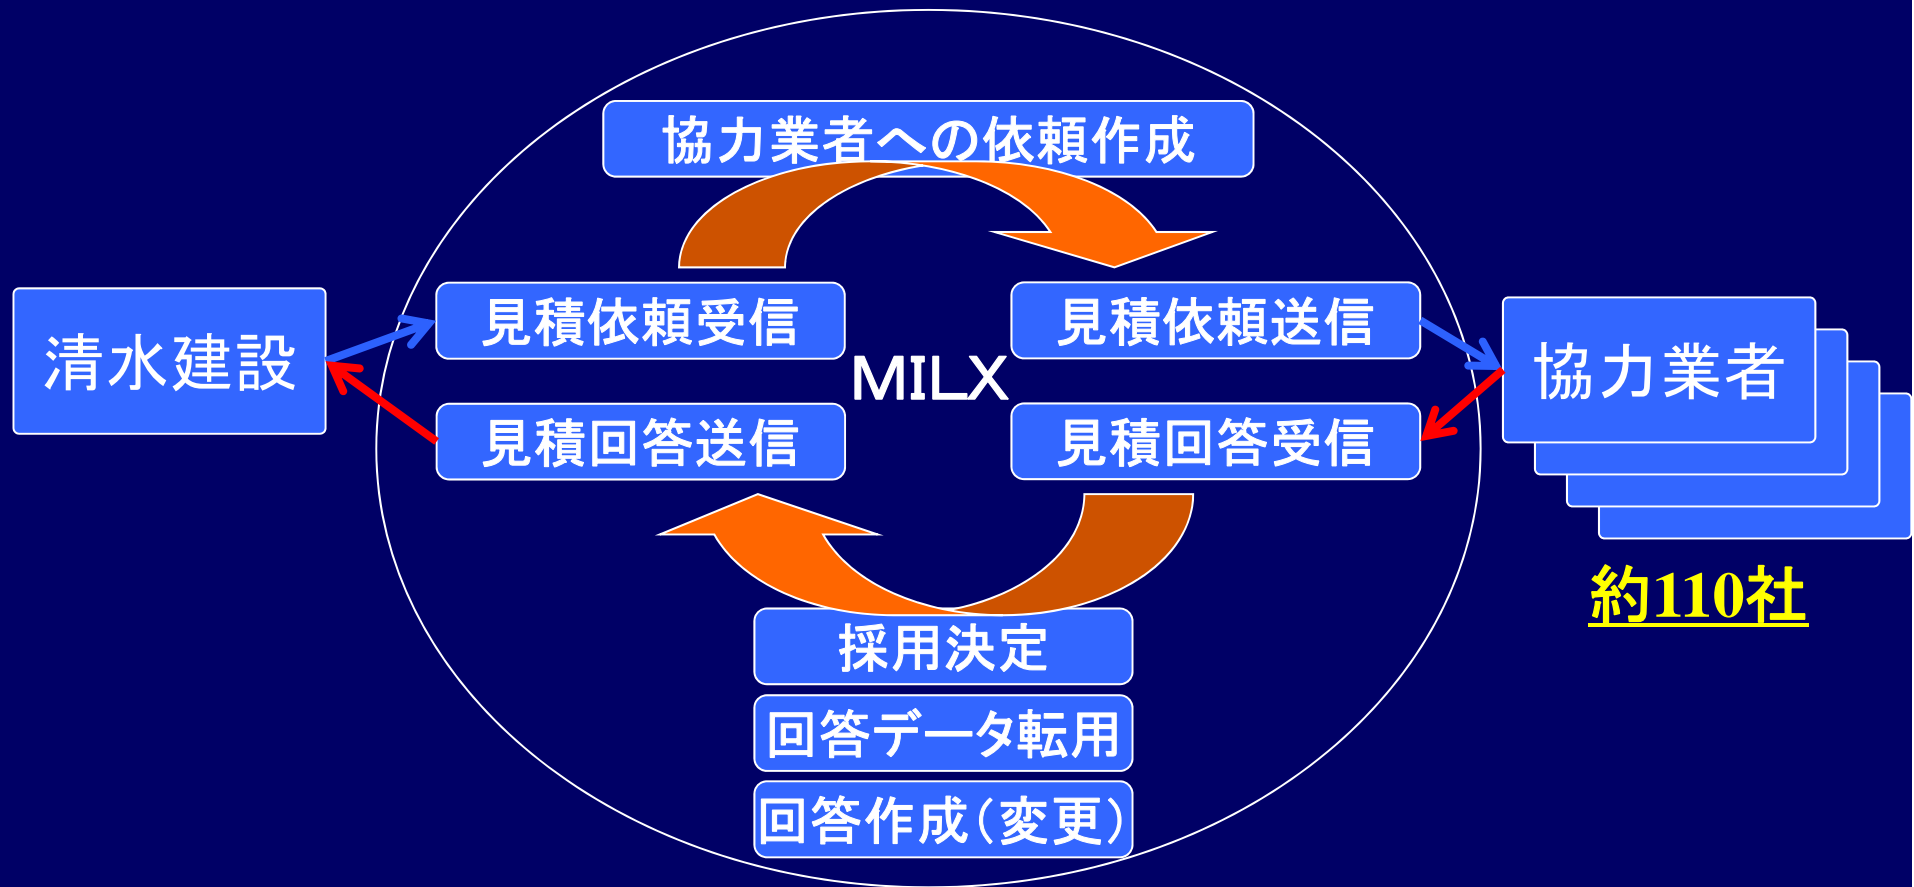 協力業者への依頼作成
清水建設
見積依頼受信
見積依頼送信
協力業者
MILX
見積回答送信
見積回答受信
約110社
採用決定
回答データ転用
回答作成（変更）